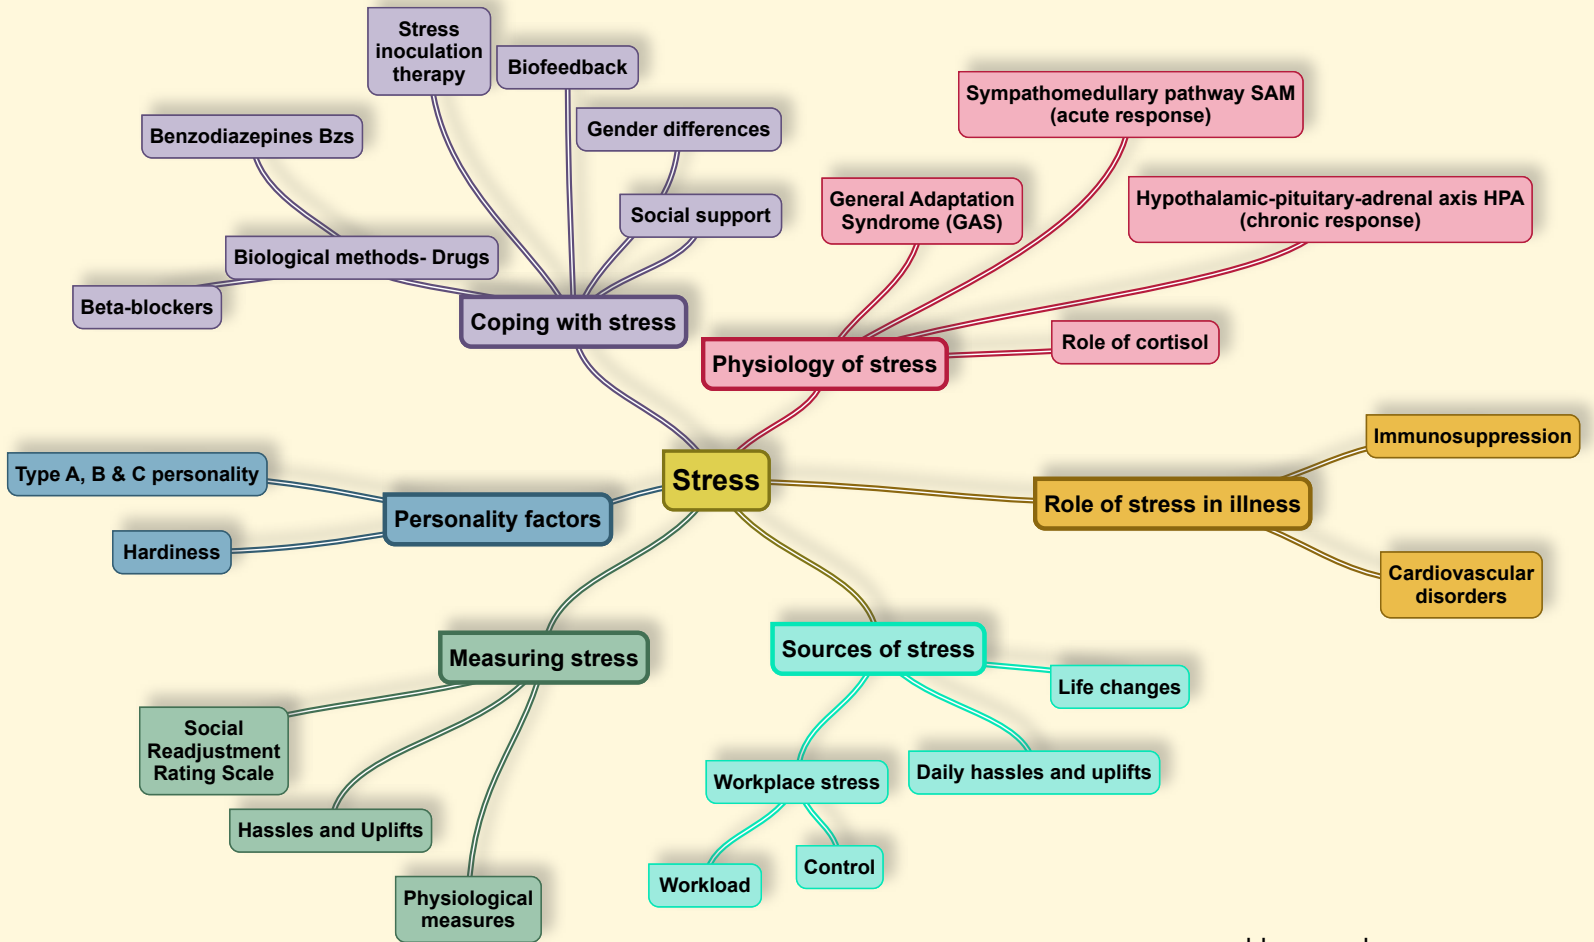 Stress
inoculation
therapy
Biofeedback
Benzodiazepines Bzs
Gender differences
Social support
Biological methods- Drugs
Beta-blockers
Coping with stress
Sympathomedullary pathway SAM
(acute response)
General Adaptation
Syndrome (GAS)
Hypothalamic-pituitary-adrenal axis HPA
(chronic response)
Role of cortisol
Physiology of stress
Stress
Type A, B & C personality
Personality factors
Hardiness
Immunosuppression
Role of stress in illness
Cardiovascular
disorders
Measuring stress
Social
Readjustment
Rating Scale
Hassles and Uplifts
Physiological
measures
Sources of stress
Life changes
Daily hassles and uplifts
Workplace stress
Workload
Control